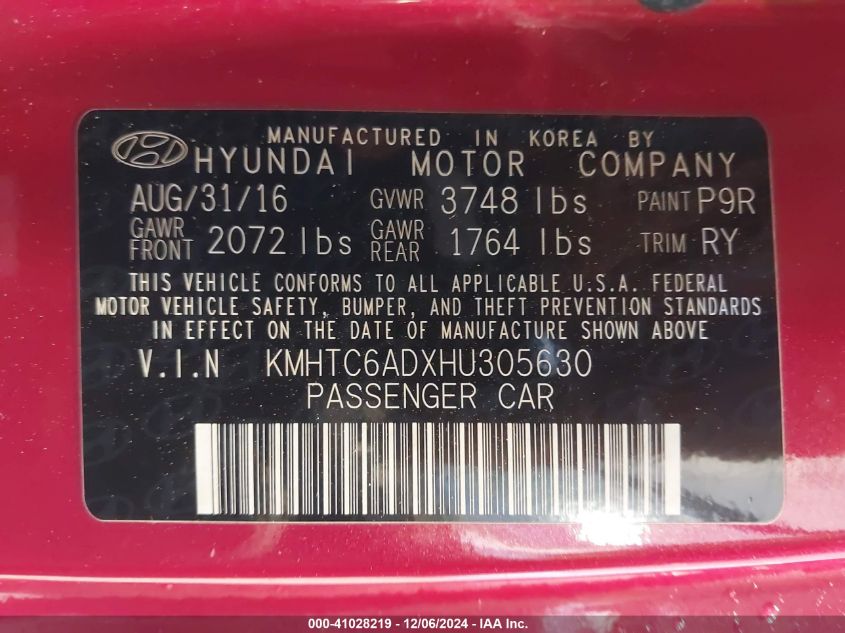 MANUFACTURED IN KOREA BY
HYUNDAI MOTOR COMPANY
AUG/31/16 GVWR 3748 lbs PAINT P9R
GAWR FRONT 2072 lbs GAWR REAR 1764 lbs TRIM RY
THIS VEHICLE CONFORMS TO ALL APPLICABLE U.S.A. FEDERAL
MOTOR VEHICLE SAFETY, BUMPER, AND THEFT PREVENTION STANDARDS
IN EFFECT ON THE DATE OF MANUFACTURE SHOWN ABOVE
V.I.N KMHTC6ADXHU305630
PASSENGER CAR
000-41028219 - 12/06/2024 - IAA Inc.